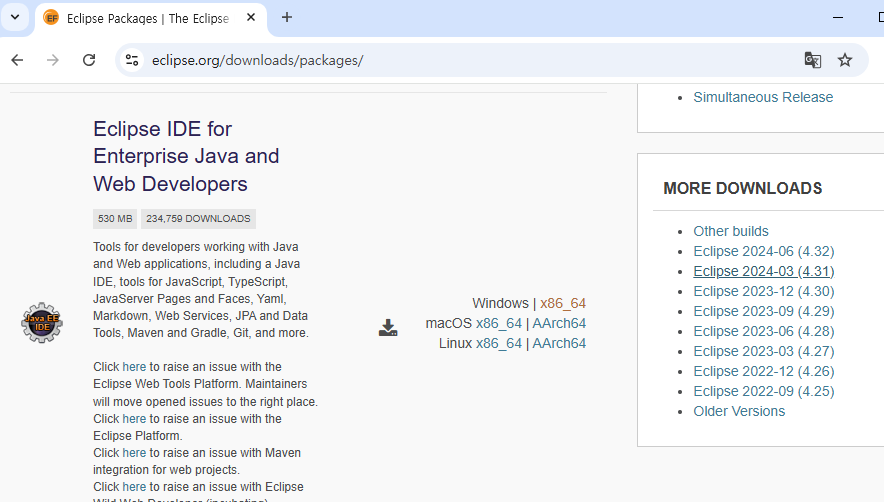 Eclipse Packages | The Eclipse
eclipse.org/downloads/packages/
Simultaneous Release
Eclipse IDE for
Enterprise Java and
Web Developers
530 MB 234,759 DOWNLOADS
Tools for developers working with Java
and Web applications, including a Java
IDE, tools for JavaScript, TypeScript,
JavaServer Pages and Faces, Yaml,
Markdown, Web Services, JPA and Data
Tools, Maven and Gradle, Git, and more.
Click here to raise an issue with the
Eclipse Web Tools Platform. Maintainers
will move opened issues to the right place.
Click here to raise an issue with the
Eclipse Platform.
Click here to raise an issue with Maven
integration for web projects.
Click here to raise an issue with Eclipse
Wild Web Developer (incubating)
Java EE
IDE
Windows | x86_64
macOS x86_64 | AArch64
Linux x86_64 | AArch64
MORE DOWNLOADS
Other builds
Eclipse 2024-06 (4.32)
Eclipse 2024-03 (4.31)
Eclipse 2023-12 (4.30)
Eclipse 2023-09 (4.29)
Eclipse 2023-06 (4.28)
Eclipse 2023-03 (4.27)
Eclipse 2022-12 (4.26)
Eclipse 2022-09 (4.25)
Older Versions